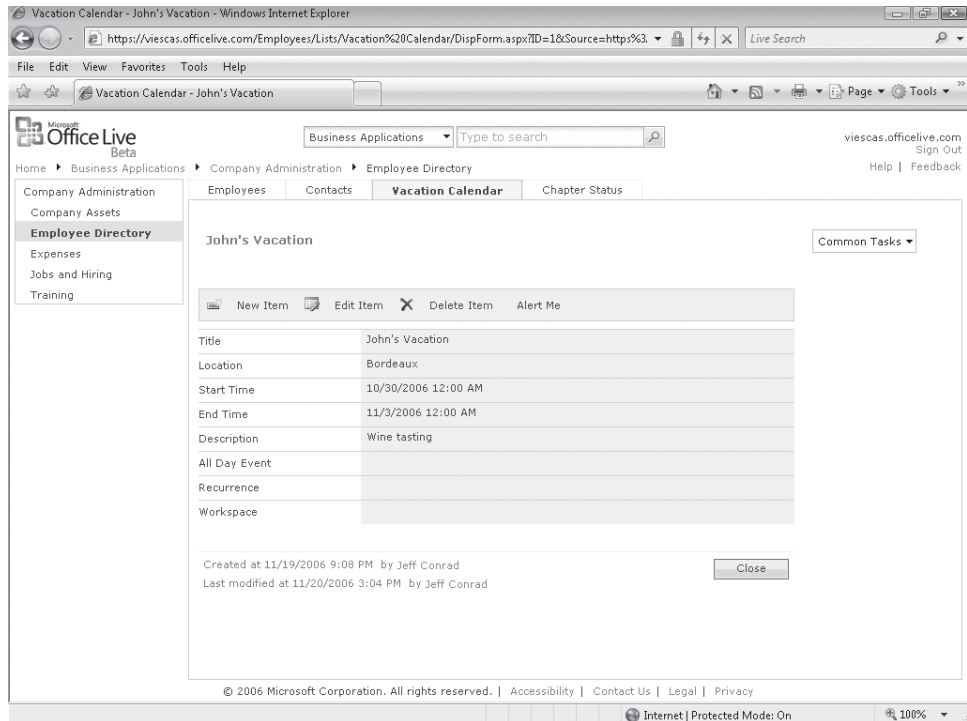 Vacation Calendar - John's Vacation - Windows Internet Explorer
https://viescas.officelive.com/Employees/Lists/Vacation%20Calendar/DispForm.aspx?ID=1&Source=https%3. Live Search
File Edit View Favorites Tools Help
Vacation Calendar - John's Vacation Page Tools »
Microsoft
Office Live
Beta
Business Applications Type to search
viescas.officelive.com
Sign Out
Home Business Applications Company Administration Employee Directory Help | Feedback
Company Administration
Company Assets
Employee Directory
Expenses
Jobs and Hiring
Training
Employees Contacts Vacation Calendar Chapter Status
John's Vacation Common Tasks
New Item Edit Item Delete Item Alert Me
Title John's Vacation
Location Bordeaux
Start Time 10/30/2006 12:00 AM
End Time 11/3/2006 12:00 AM
Description Wine tasting
All Day Event
Recurrence
Workspace
Created at 11/19/2006 9:08 PM by Jeff Conrad Close
Last modified at 11/20/2006 3:04 PM by Jeff Conrad
© 2006 Microsoft Corporation. All rights reserved. | Accessibility | Contact Us | Legal | Privacy
Internet | Protected Mode: On 100%